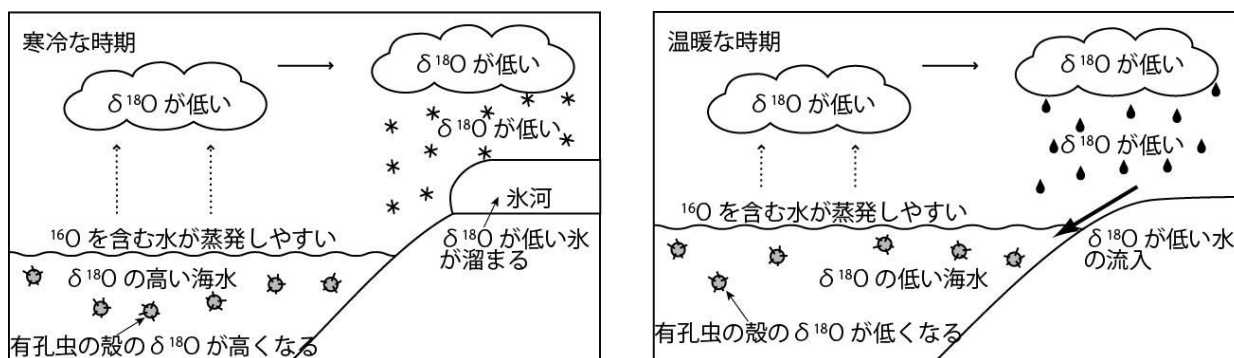 寒冷な時期
δ¹⁸O が低い
δ¹⁸O が低い
δ¹⁸O が低い
氷河
¹⁶O を含む水が蒸発しやすい
δ¹⁸O が低い氷
が溜まる
δ¹⁸O の高い海水
有孔虫の殻の δ¹⁸O が高くなる
温暖な時期
δ¹⁸O が低い
δ¹⁸O が低い
δ¹⁸O が低い
¹⁶O を含む水が蒸発しやすい
δ¹⁸O が低い水
の流入
δ¹⁸O の低い海水
有孔虫の殻の δ¹⁸O が低くなる